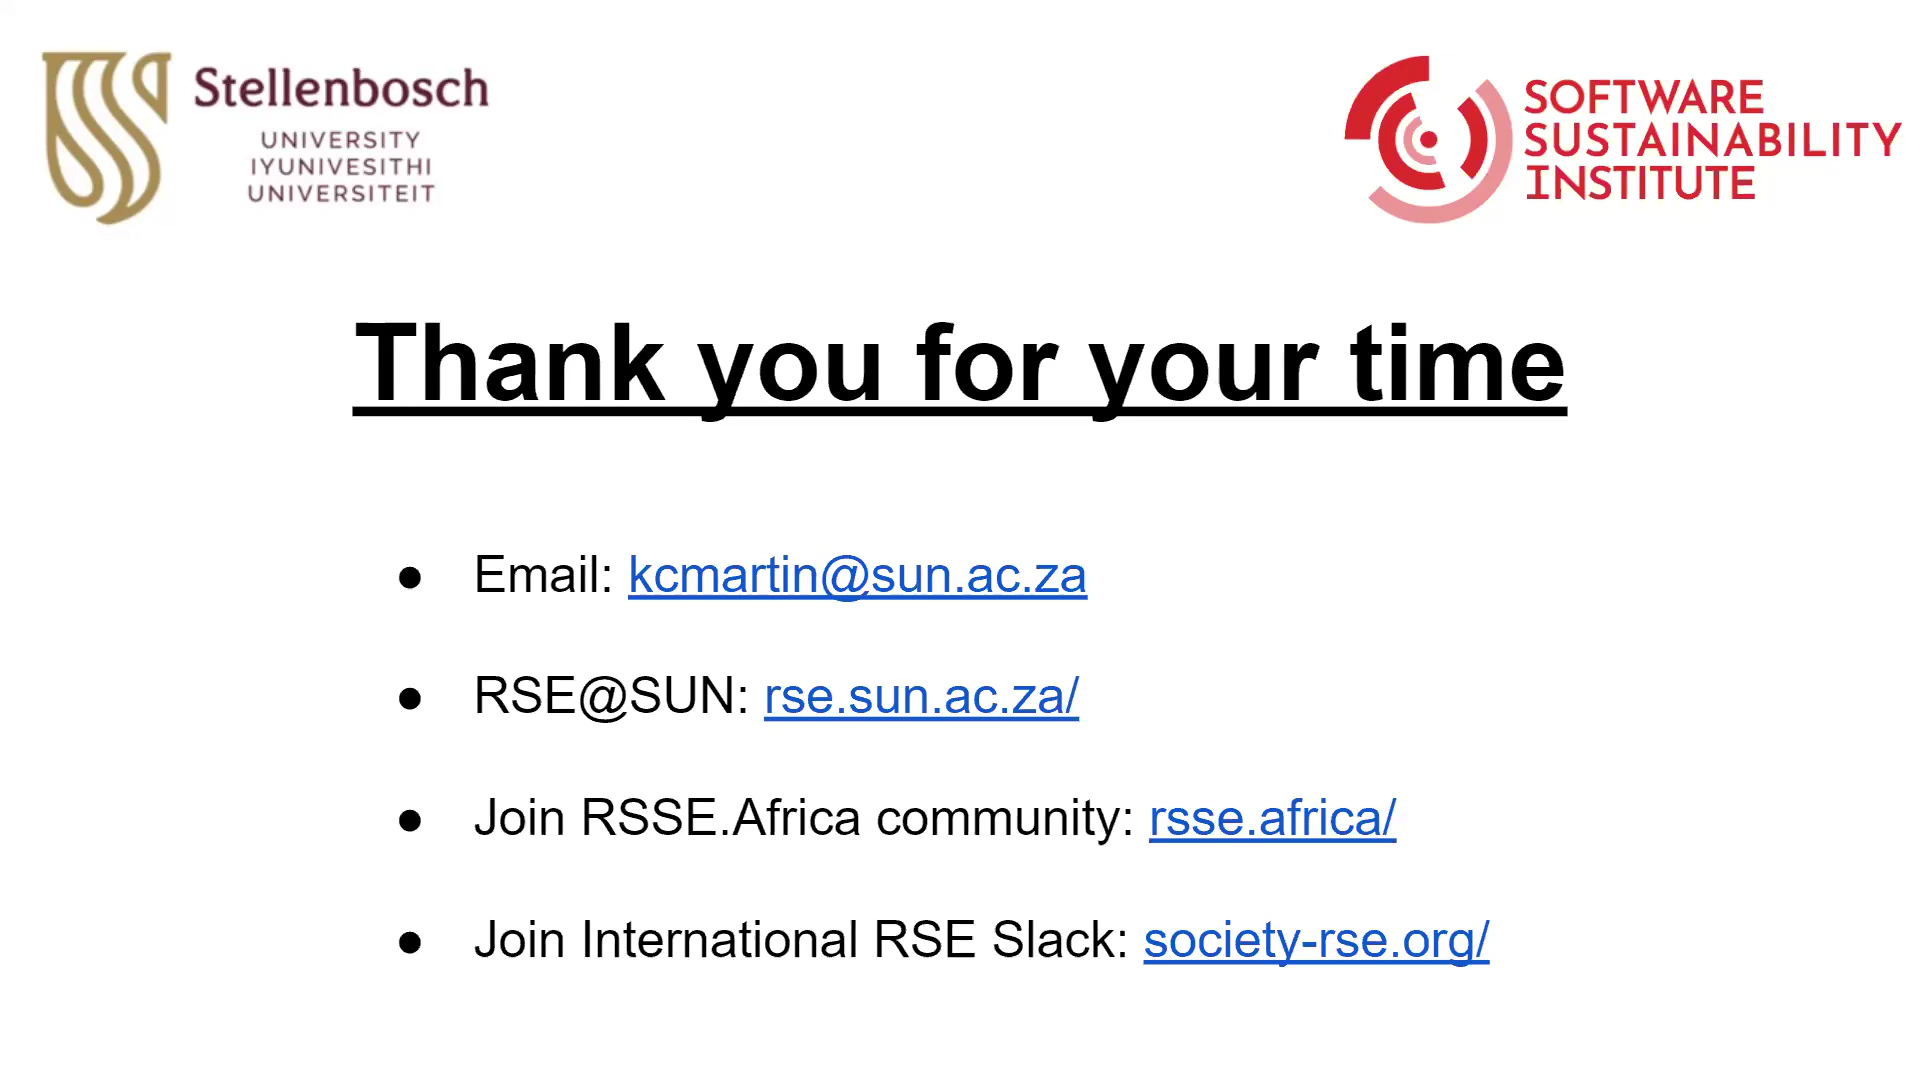 Stellenbosch
UNIVERSITY
IYUNIVESITHI
UNIVERSITEIT
SOFTWARE
SUSTAINABILITY
INSTITUTE
Thank you for your time
● Email: kcmartin@sun.ac.za
● RSE@SUN: rse.sun.ac.za/
● Join RSSE.Africa community: rsse.africa/
● Join International RSE Slack: society-rse.org/